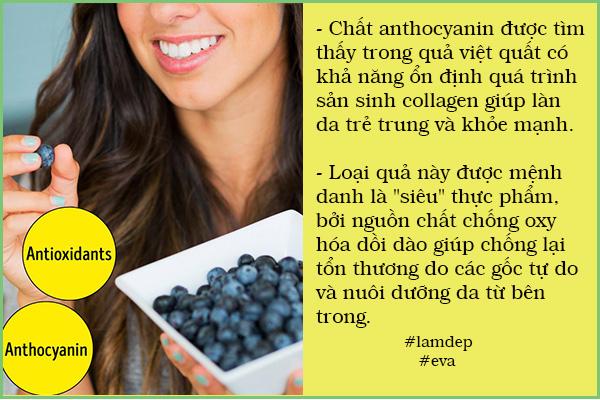 - Chất anthocyanin được tìm
thấy trong quả việt quất có
khả năng ổn định quá trình
sản sinh collagen giúp làn
da trẻ trung và khỏe mạnh.
- Loại quả này được mệnh
danh là "siêu" thực phẩm,
bởi nguồn chất chống oxy
hóa dồi dào giúp chống lại
tổn thương do các gốc tự do
và nuôi dưỡng da từ bên
trong.
#lamdep
#eva
Antioxidants
Anthocyanin